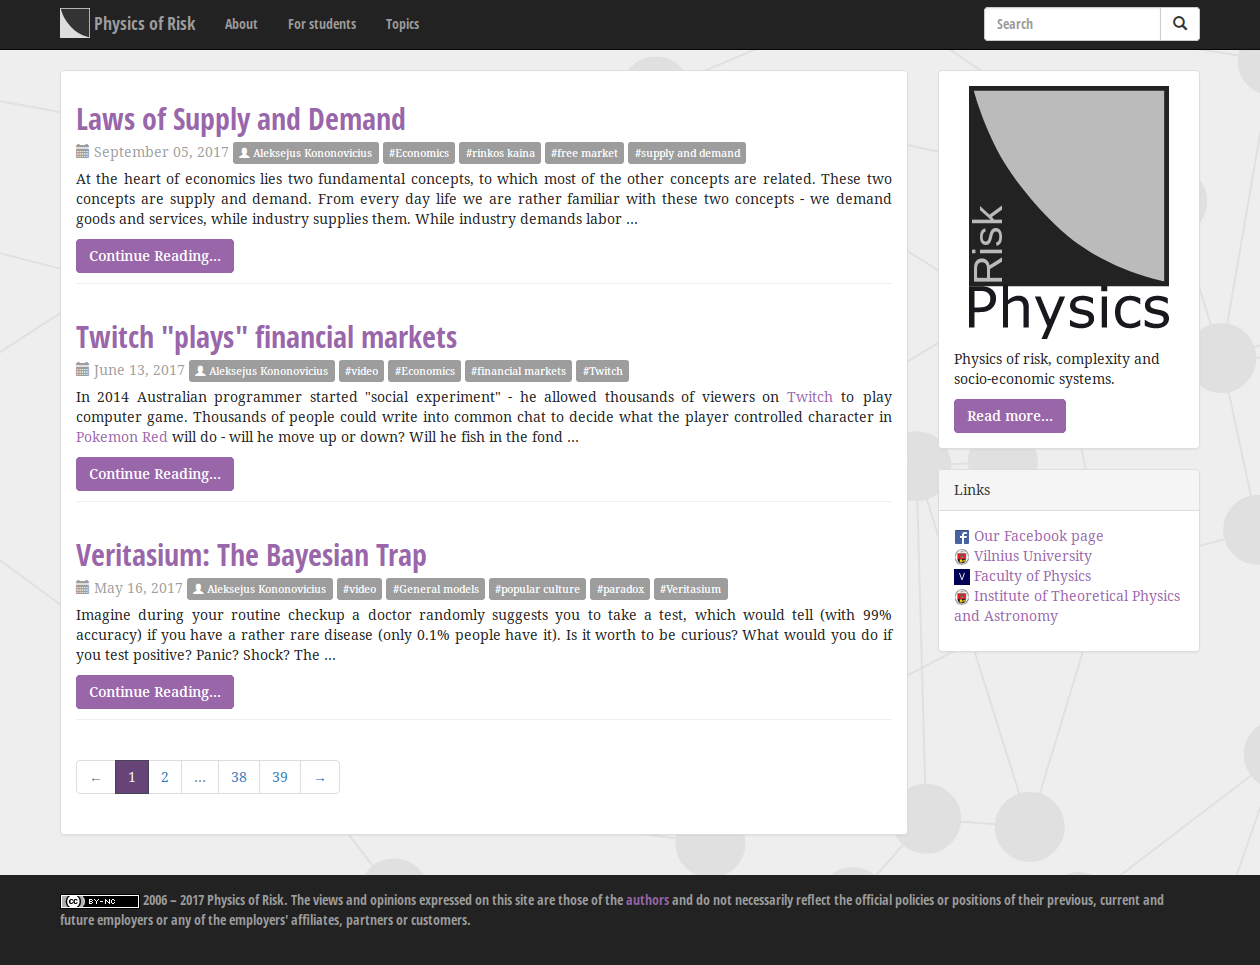 Physics of Risk About For students Topics Search
Laws of Supply and Demand
September 05, 2017 Aleksejus Kononovicius #Economics #rinkos kaina #free market #supply and demand
At the heart of economics lies two fundamental concepts, to which most of the other concepts are related. These two
concepts are supply and demand. From every day life we are rather familiar with these two concepts - we demand
goods and services, while industry supplies them. While industry demands labor ...
Continue Reading...
Twitch "plays" financial markets
June 13, 2017 Aleksejus Kononovicius #video #Economics #financial markets #Twitch
In 2014 Australian programmer started "social experiment" - he allowed thousands of viewers on Twitch to play
computer game. Thousands of people could write into common chat to decide what the player controlled character in
Pokemon Red will do - will he move up or down? Will he fish in the fond ...
Continue Reading...
Veritasium: The Bayesian Trap
May 16, 2017 Aleksejus Kononovicius #video #General models #popular culture #paradox #Veritasium
Imagine during your routine checkup a doctor randomly suggests you to take a test, which would tell (with 99%
accuracy) if you have a rather rare disease (only 0.1% people have it). Is it worth to be curious? What would you do if
you test positive? Panic? Shock? The ...
Continue Reading...
← 1 2 ... 38 39 →
Risk
Physics
Physics of risk, complexity and
socio-economic systems.
Read more...
Links
Our Facebook page
Vilnius University
V Faculty of Physics
Institute of Theoretical Physics
and Astronomy
cc BY-NC 2006 – 2017 Physics of Risk. The views and opinions expressed on this site are those of the authors and do not necessarily reflect the official policies or positions of their previous, current and
future employers or any of the employers' affiliates, partners or customers.